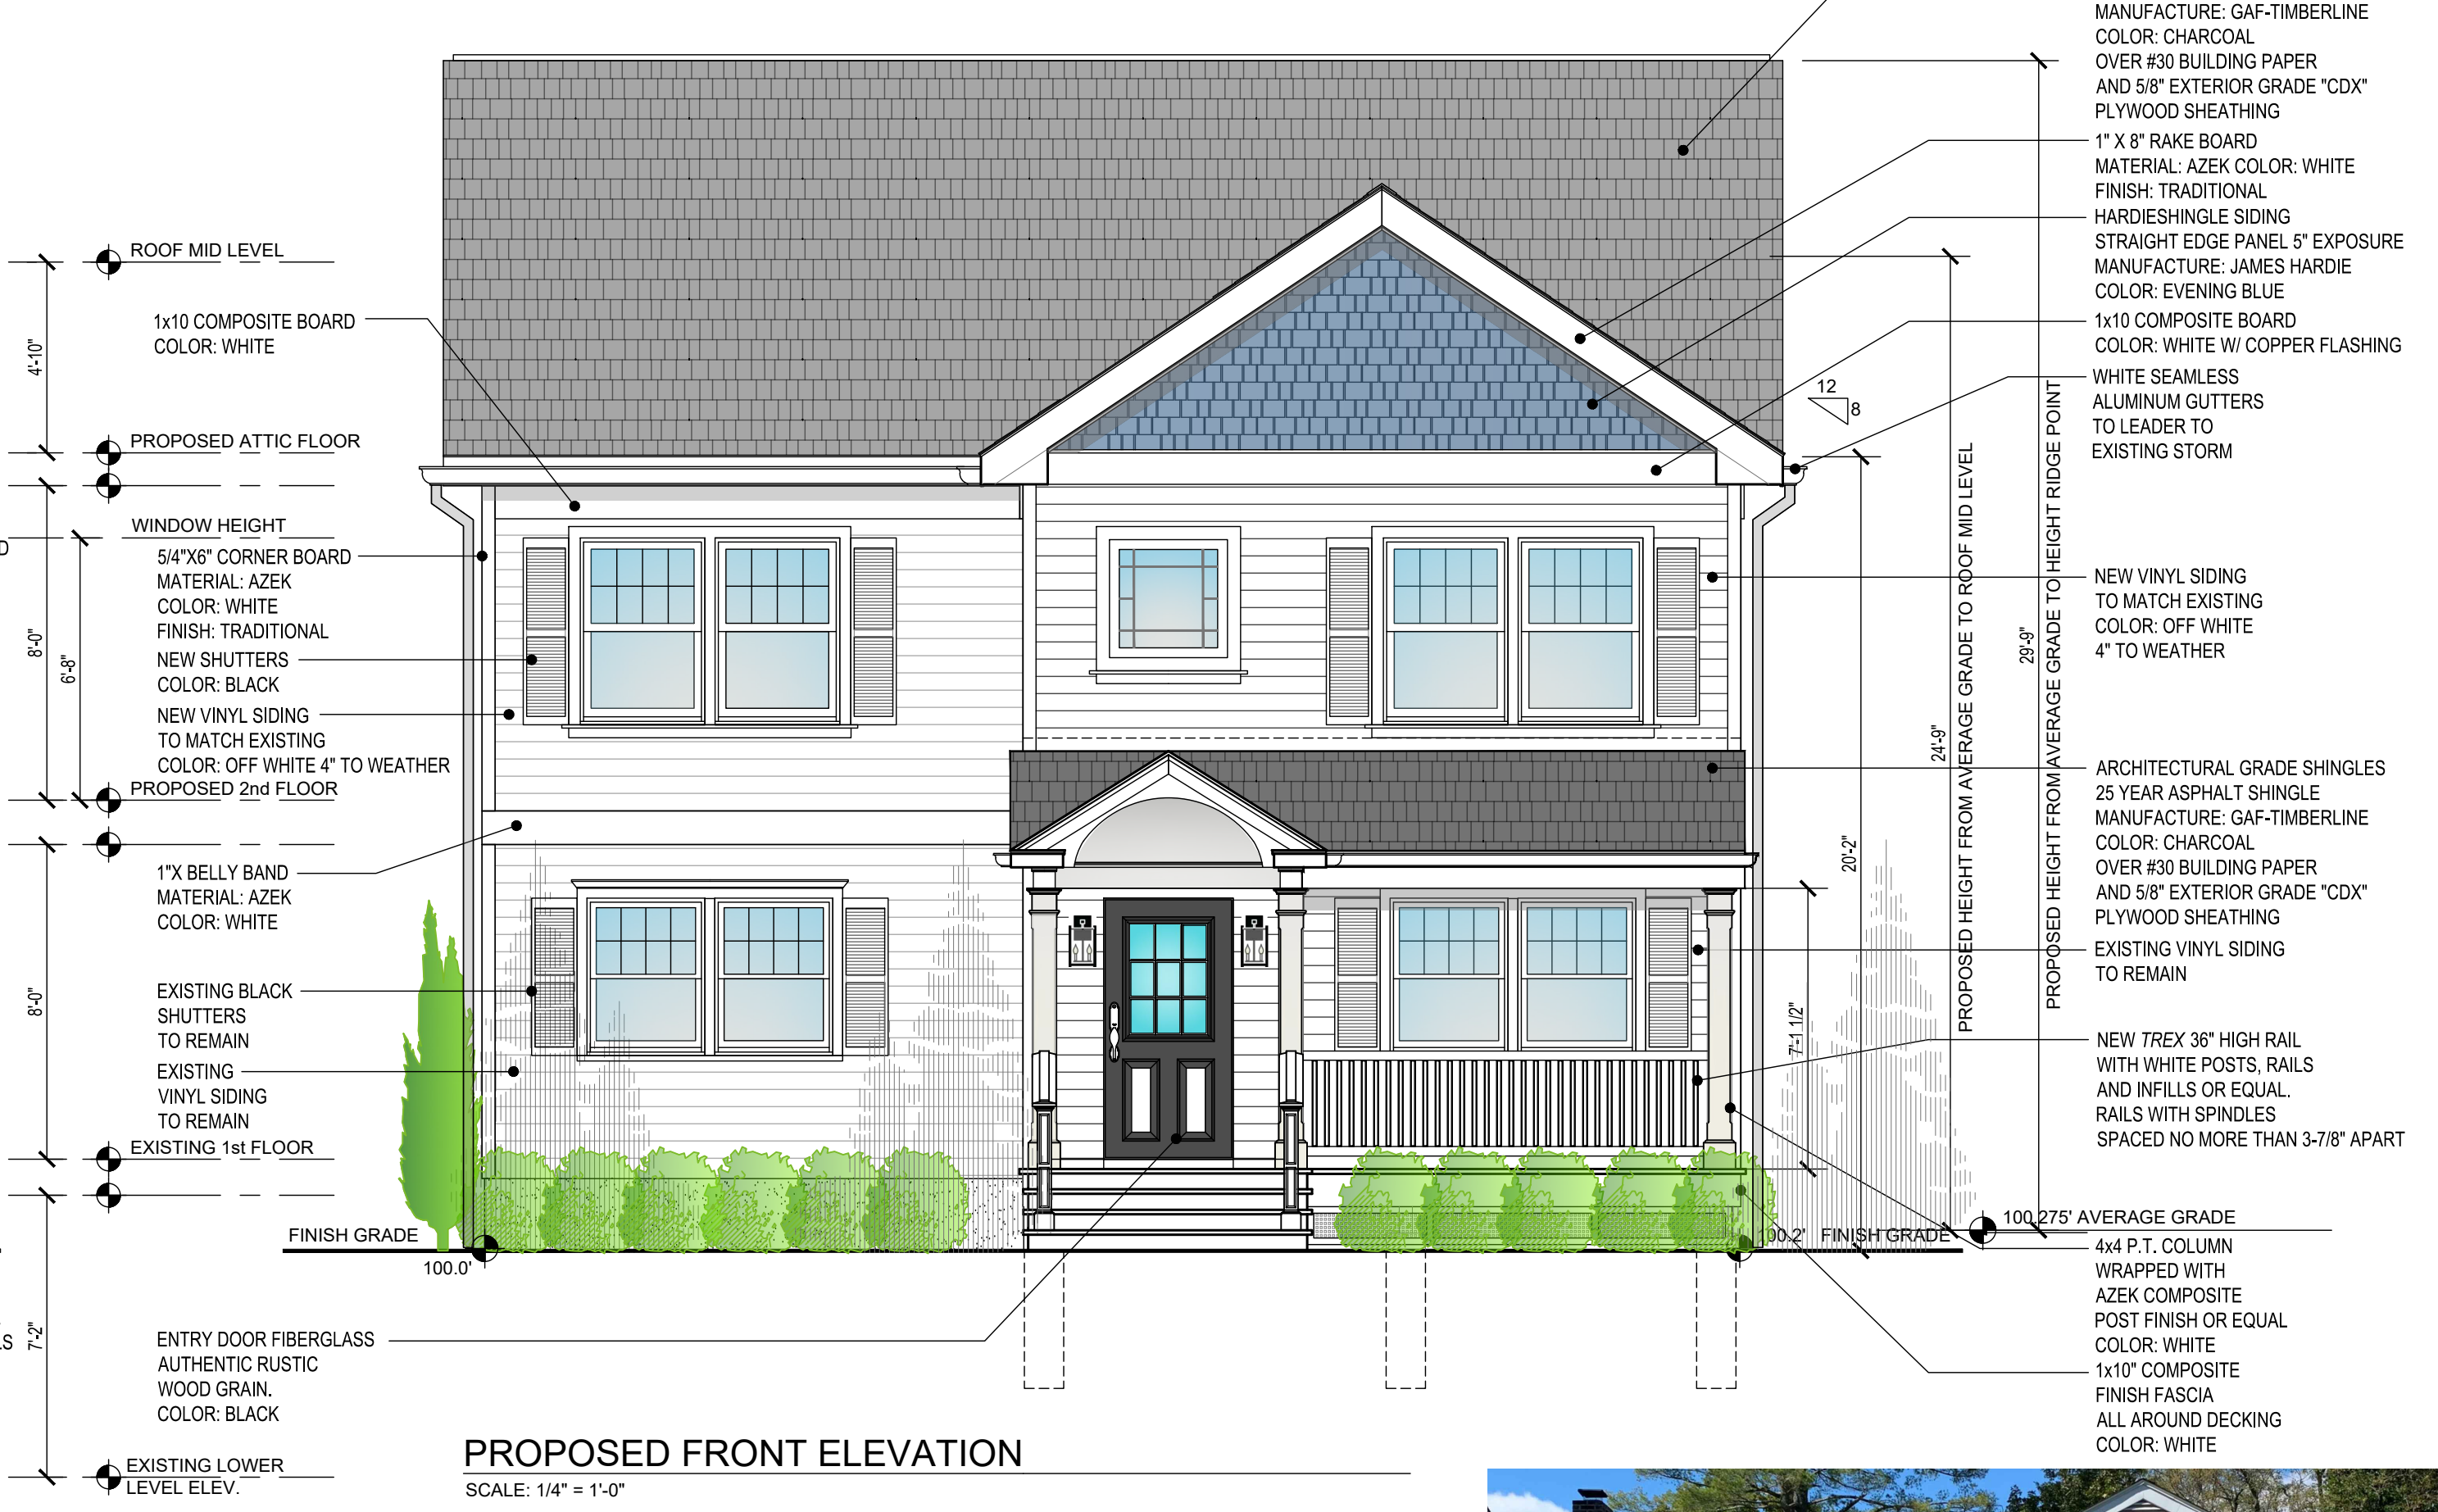 ROOF MID LEVEL
4'-10"
1x10 COMPOSITE BOARD
COLOR: WHITE
PROPOSED ATTIC FLOOR
WINDOW HEIGHT
5/4"X6" CORNER BOARD
MATERIAL: AZEK
COLOR: WHITE
FINISH: TRADITIONAL
8'-0"
6'-8"
NEW SHUTTERS
COLOR: BLACK
NEW VINYL SIDING
TO MATCH EXISTING
COLOR: OFF WHITE 4" TO WEATHER
PROPOSED 2nd FLOOR
1"X BELLY BAND
MATERIAL: AZEK
COLOR: WHITE
8'-0"
EXISTING BLACK
SHUTTERS
TO REMAIN
EXISTING
VINYL SIDING
TO REMAIN
EXISTING 1st FLOOR
FINISH GRADE
100.0'
7'-2"
ENTRY DOOR FIBERGLASS
AUTHENTIC RUSTIC
WOOD GRAIN.
COLOR: BLACK
EXISTING LOWER
LEVEL ELEV.
PROPOSED FRONT ELEVATION
SCALE: 1/4" = 1'-0"
MANUFACTURE: GAF-TIMBERLINE
COLOR: CHARCOAL
OVER #30 BUILDING PAPER
AND 5/8" EXTERIOR GRADE "CDX"
PLYWOOD SHEATHING
1" X 8" RAKE BOARD
MATERIAL: AZEK COLOR: WHITE
FINISH: TRADITIONAL
HARDIESHINGLE SIDING
STRAIGHT EDGE PANEL 5" EXPOSURE
MANUFACTURE: JAMES HARDIE
COLOR: EVENING BLUE
1x10 COMPOSITE BOARD
COLOR: WHITE W/ COPPER FLASHING
WHITE SEAMLESS
ALUMINUM GUTTERS
TO LEADER TO
EXISTING STORM
12
8
NEW VINYL SIDING
TO MATCH EXISTING
COLOR: OFF WHITE
4" TO WEATHER
29'-9"
PROPOSED HEIGHT FROM AVERAGE GRADE TO HEIGHT RIDGE POINT
24'-9"
PROPOSED HEIGHT FROM AVERAGE GRADE TO ROOF MID LEVEL
20'-2"
7'-1 1/2"
ARCHITECTURAL GRADE SHINGLES
25 YEAR ASPHALT SHINGLE
MANUFACTURE: GAF-TIMBERLINE
COLOR: CHARCOAL
OVER #30 BUILDING PAPER
AND 5/8" EXTERIOR GRADE "CDX"
PLYWOOD SHEATHING
EXISTING VINYL SIDING
TO REMAIN
NEW TREX 36" HIGH RAIL
WITH WHITE POSTS, RAILS
AND INFILLS OR EQUAL.
RAILS WITH SPINDLES
SPACED NO MORE THAN 3-7/8" APART
100.275' AVERAGE GRADE
100.2' FINISH GRADE
4x4 P.T. COLUMN
WRAPPED WITH
AZEK COMPOSITE
POST FINISH OR EQUAL
COLOR: WHITE
1x10" COMPOSITE
FINISH FASCIA
ALL AROUND DECKING
COLOR: WHITE